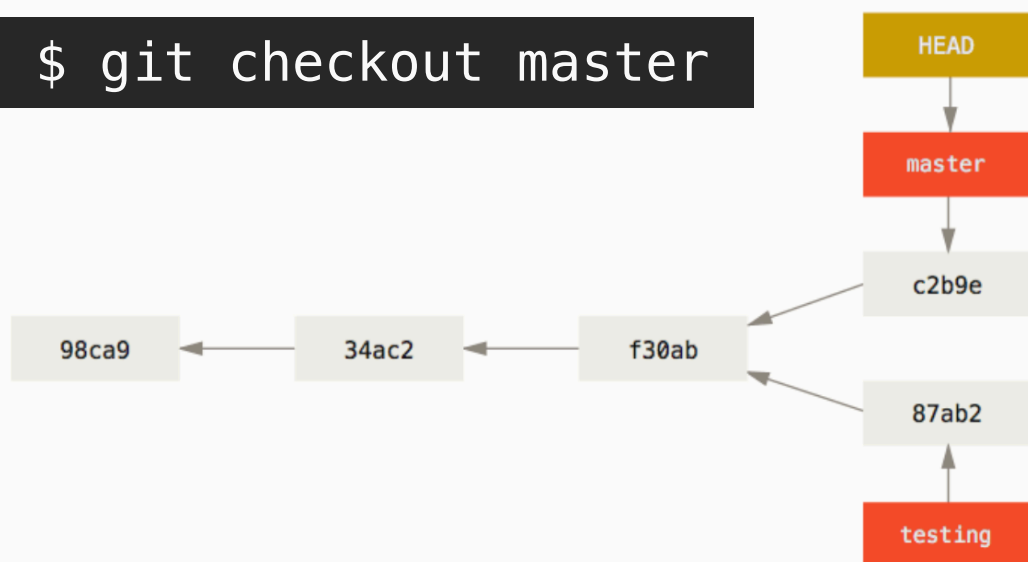 $ git checkout master
HEAD
master
c2b9e
98ca9
34ac2
f30ab
87ab2
testing